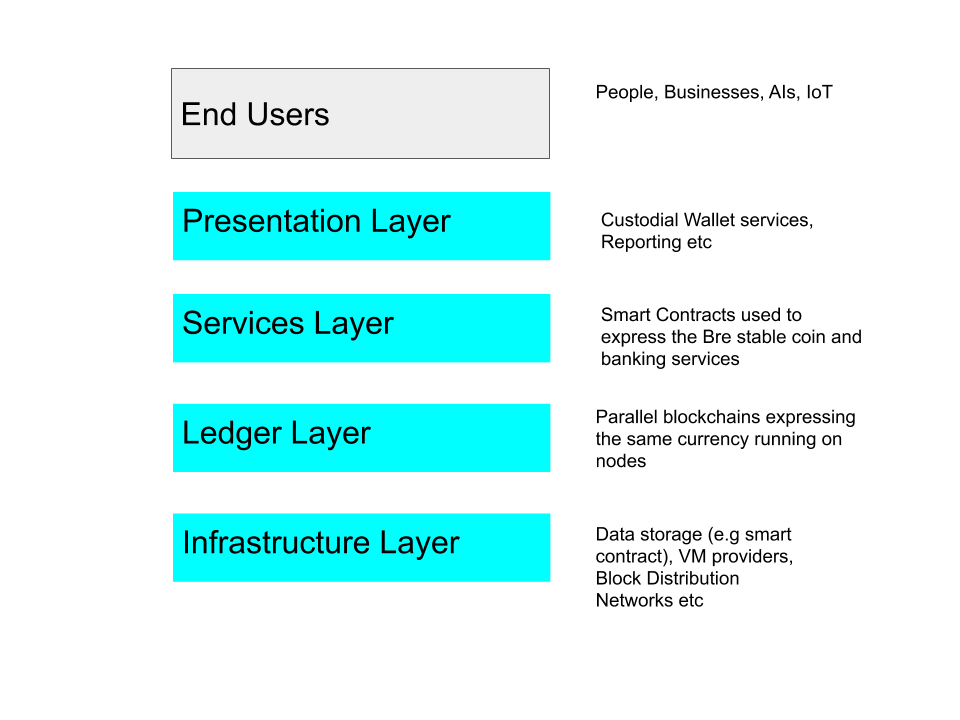 End Users
People, Businesses, AIs, IoT
Presentation Layer
Custodial Wallet services,
Reporting etc
Services Layer
Smart Contracts used to
express the Bre stable coin and
banking services
Ledger Layer
Parallel blockchains expressing
the same currency running on
nodes
Infrastructure Layer
Data storage (e.g smart
contract), VM providers,
Block Distribution
Networks etc